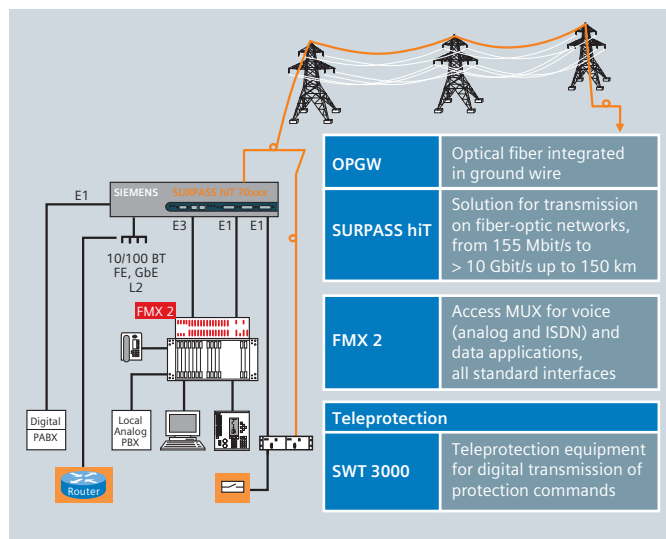 OPGW
Optical fiber integrated
in ground wire
SURPASS hiT
Solution for transmission
on fiber-optic networks,
from 155 Mbit/s to
> 10 Gbit/s up to 150 km
FMX 2
Access MUX for voice
(analog and ISDN) and
data applications,
all standard interfaces
Teleprotection
SWT 3000
Teleprotection equipment
for digital transmission of
protection commands
E1
SIEMENS
SURPASS hiT 70xxx
E3
E1
E1
10/100 BT
FE, GbE
L2
FMX 2
Digital
PABX
Local
Analog
PBX
Router